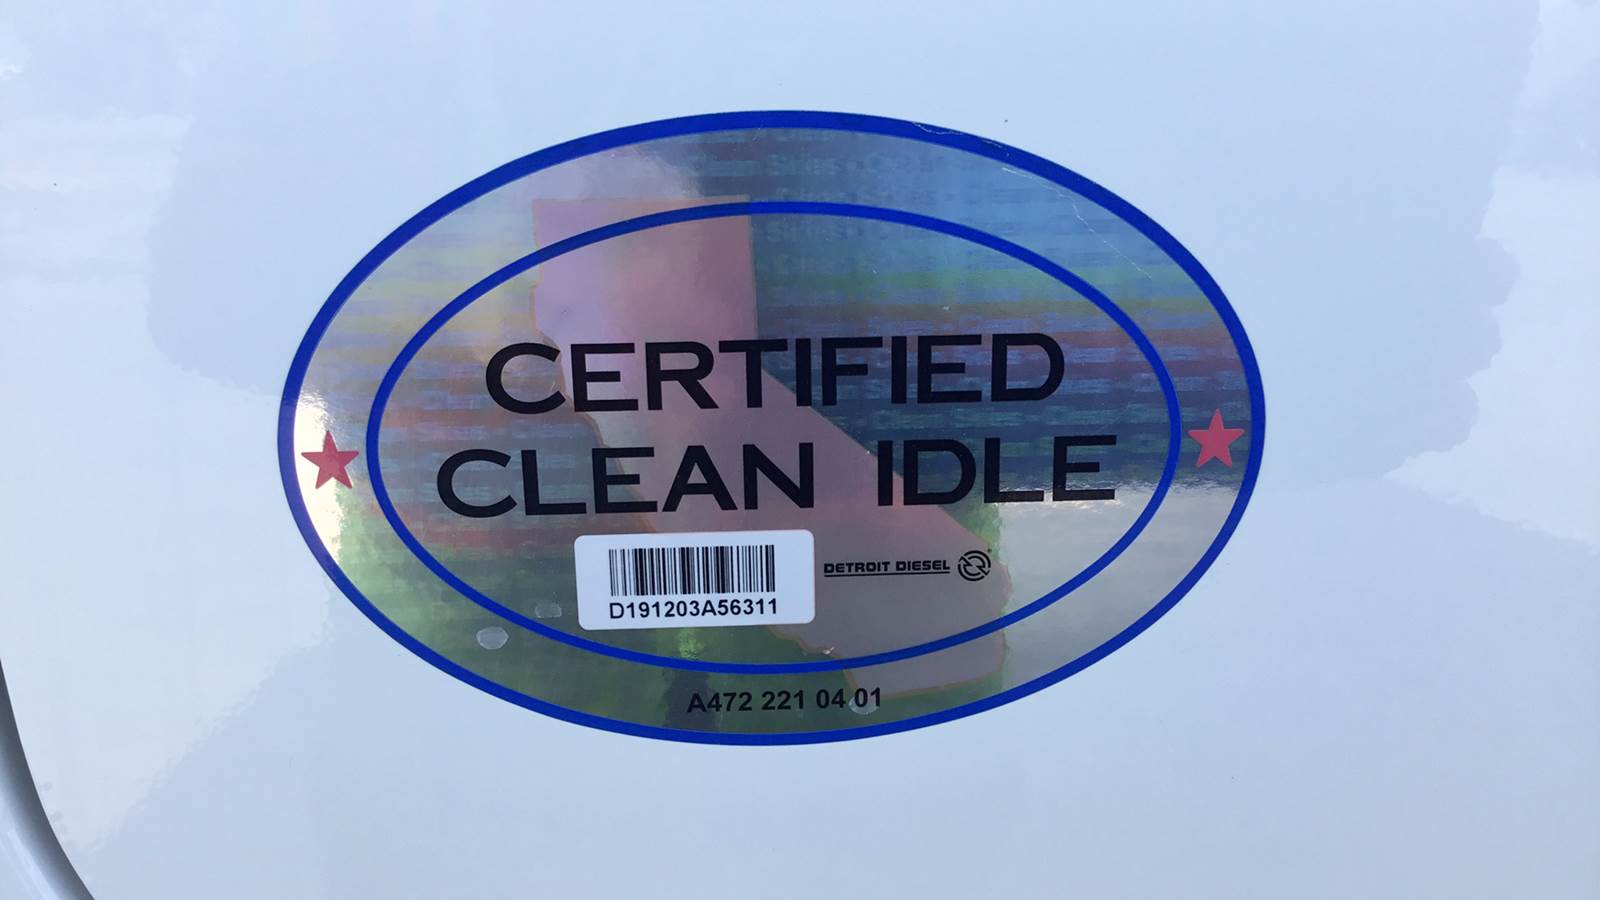 CERTIFIED
CLEAN IDLE
DETROIT DIESEL
D191203A56311
A472 221 04 01